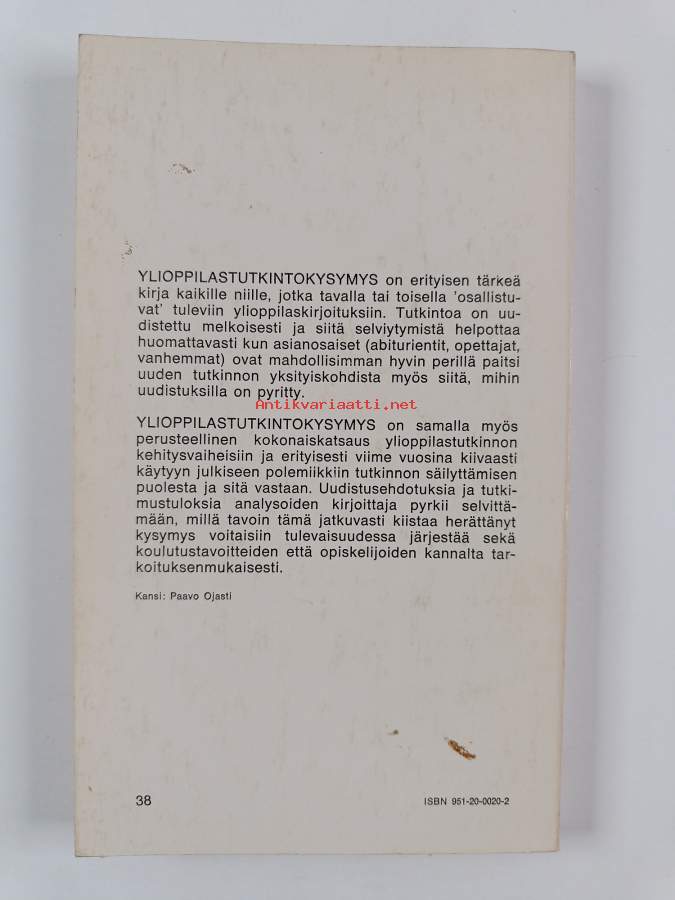 YLIOPPILASTUTKINTOKYSYMYS on erityisen tärkeä
kirja kaikille niille, jotka tavalla tai toisella 'osallistu-
vat' tuleviin ylioppilaskirjoituksiin. Tutkintoa on uu-
distettu melkoisesti ja siitä selviytymistä helpottaa
huomattavasti kun asianosaiset (abiturientit, opettajat,
vanhemmat) ovat mahdollisimman hyvin perillä paitsi
uuden tutkinnon yksityiskohdista myös siitä, mihin
uudistuksilla on pyritty.
Antikvariaatti.net
YLIOPPILASTUTKINTOKYSYMYS on samalla myös
perusteellinen kokonaiskatsaus ylioppilastutkinnon
kehitysvaiheisiin ja erityisesti viime vuosina kiivaasti
käytyyn julkiseen polemiikkiin tutkinnon säilyttämisen
puolesta ja sitä vastaan. Uudistusehdotuksia ja tutki-
mustuloksia analysoiden kirjoittaja pyrkii selvittä-
mään, millä tavoin tämä jatkuvasti kiistaa herättänyt
kysymys voitaisiin tulevaisuudessa järjestää sekä
koulutustavoitteiden että opiskelijoiden kannalta tar-
koituksenmukaisesti.
Kansi: Paavo Ojasti
38
ISBN 951-20-0020-2